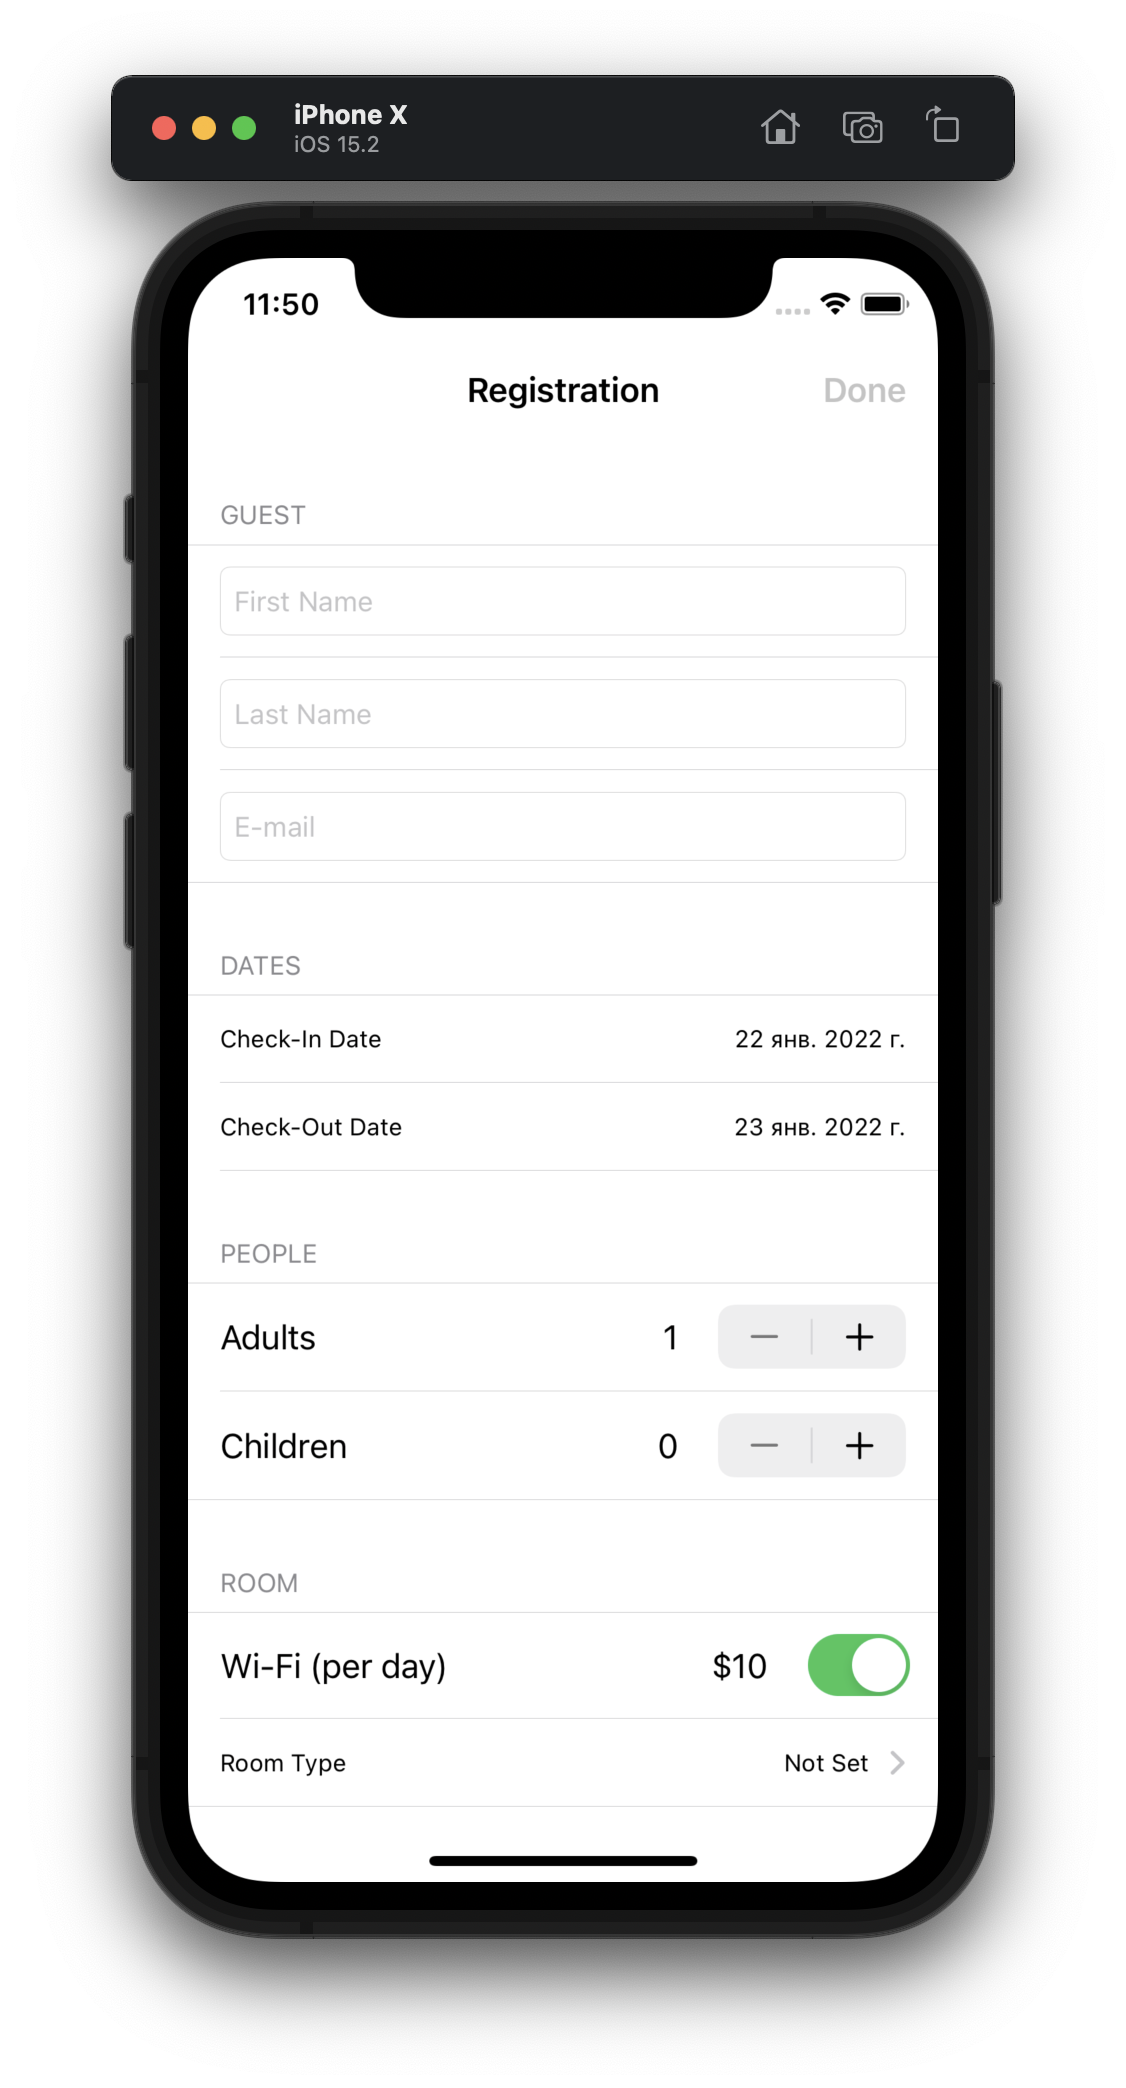 iPhone X
iOS 15.2
11:50
Registration
Done
GUEST
First Name
Last Name
E-mail
DATES
Check-In Date 22 янв. 2022 г.
Check-Out Date 23 янв. 2022 г.
PEOPLE
Adults 1 − +
Children 0 − +
ROOM
Wi-Fi (per day) $10
Room Type Not Set